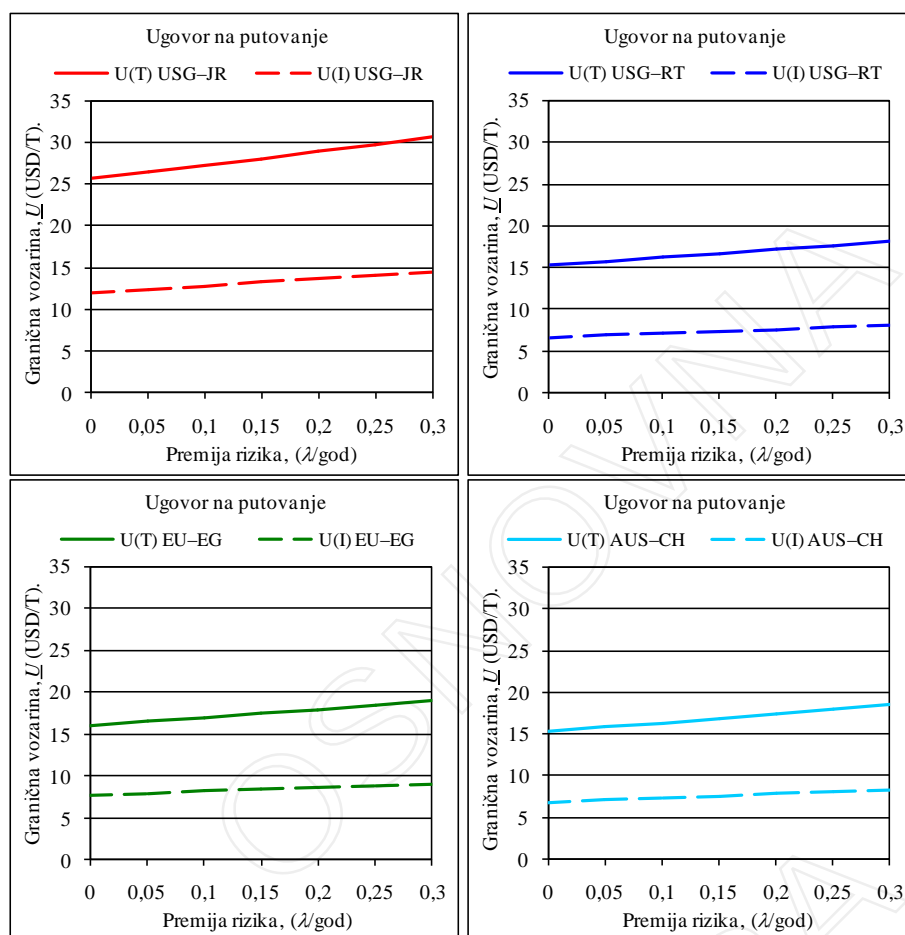 Ugovor na putovanje
U(T) USG–JR U(I) USG–JR
Granična vozarina, U (USD/T).
35
30
25
20
15
10
5
0
0 0,05 0,1 0,15 0,2 0,25 0,3
Premija rizika, (λ/god)
Ugovor na putovanje
U(T) USG–RT U(I) USG–RT
Granična vozarina, U (USD/T).
35
30
25
20
15
10
5
0
0 0,05 0,1 0,15 0,2 0,25 0,3
Premija rizika, (λ/god)
Ugovor na putovanje
U(T) EU–EG U(I) EU–EG
Granična vozarina, U (USD/T).
35
30
25
20
15
10
5
0
0 0,05 0,1 0,15 0,2 0,25 0,3
Premija rizika, (λ/god)
Ugovor na putovanje
U(T) AUS–CH U(I) AUS–CH
Granična vozarina, U (USD/T).
35
30
25
20
15
10
5
0
0 0,05 0,1 0,15 0,2 0,25 0,3
Premija rizika, (λ/god)
OSNOVNA